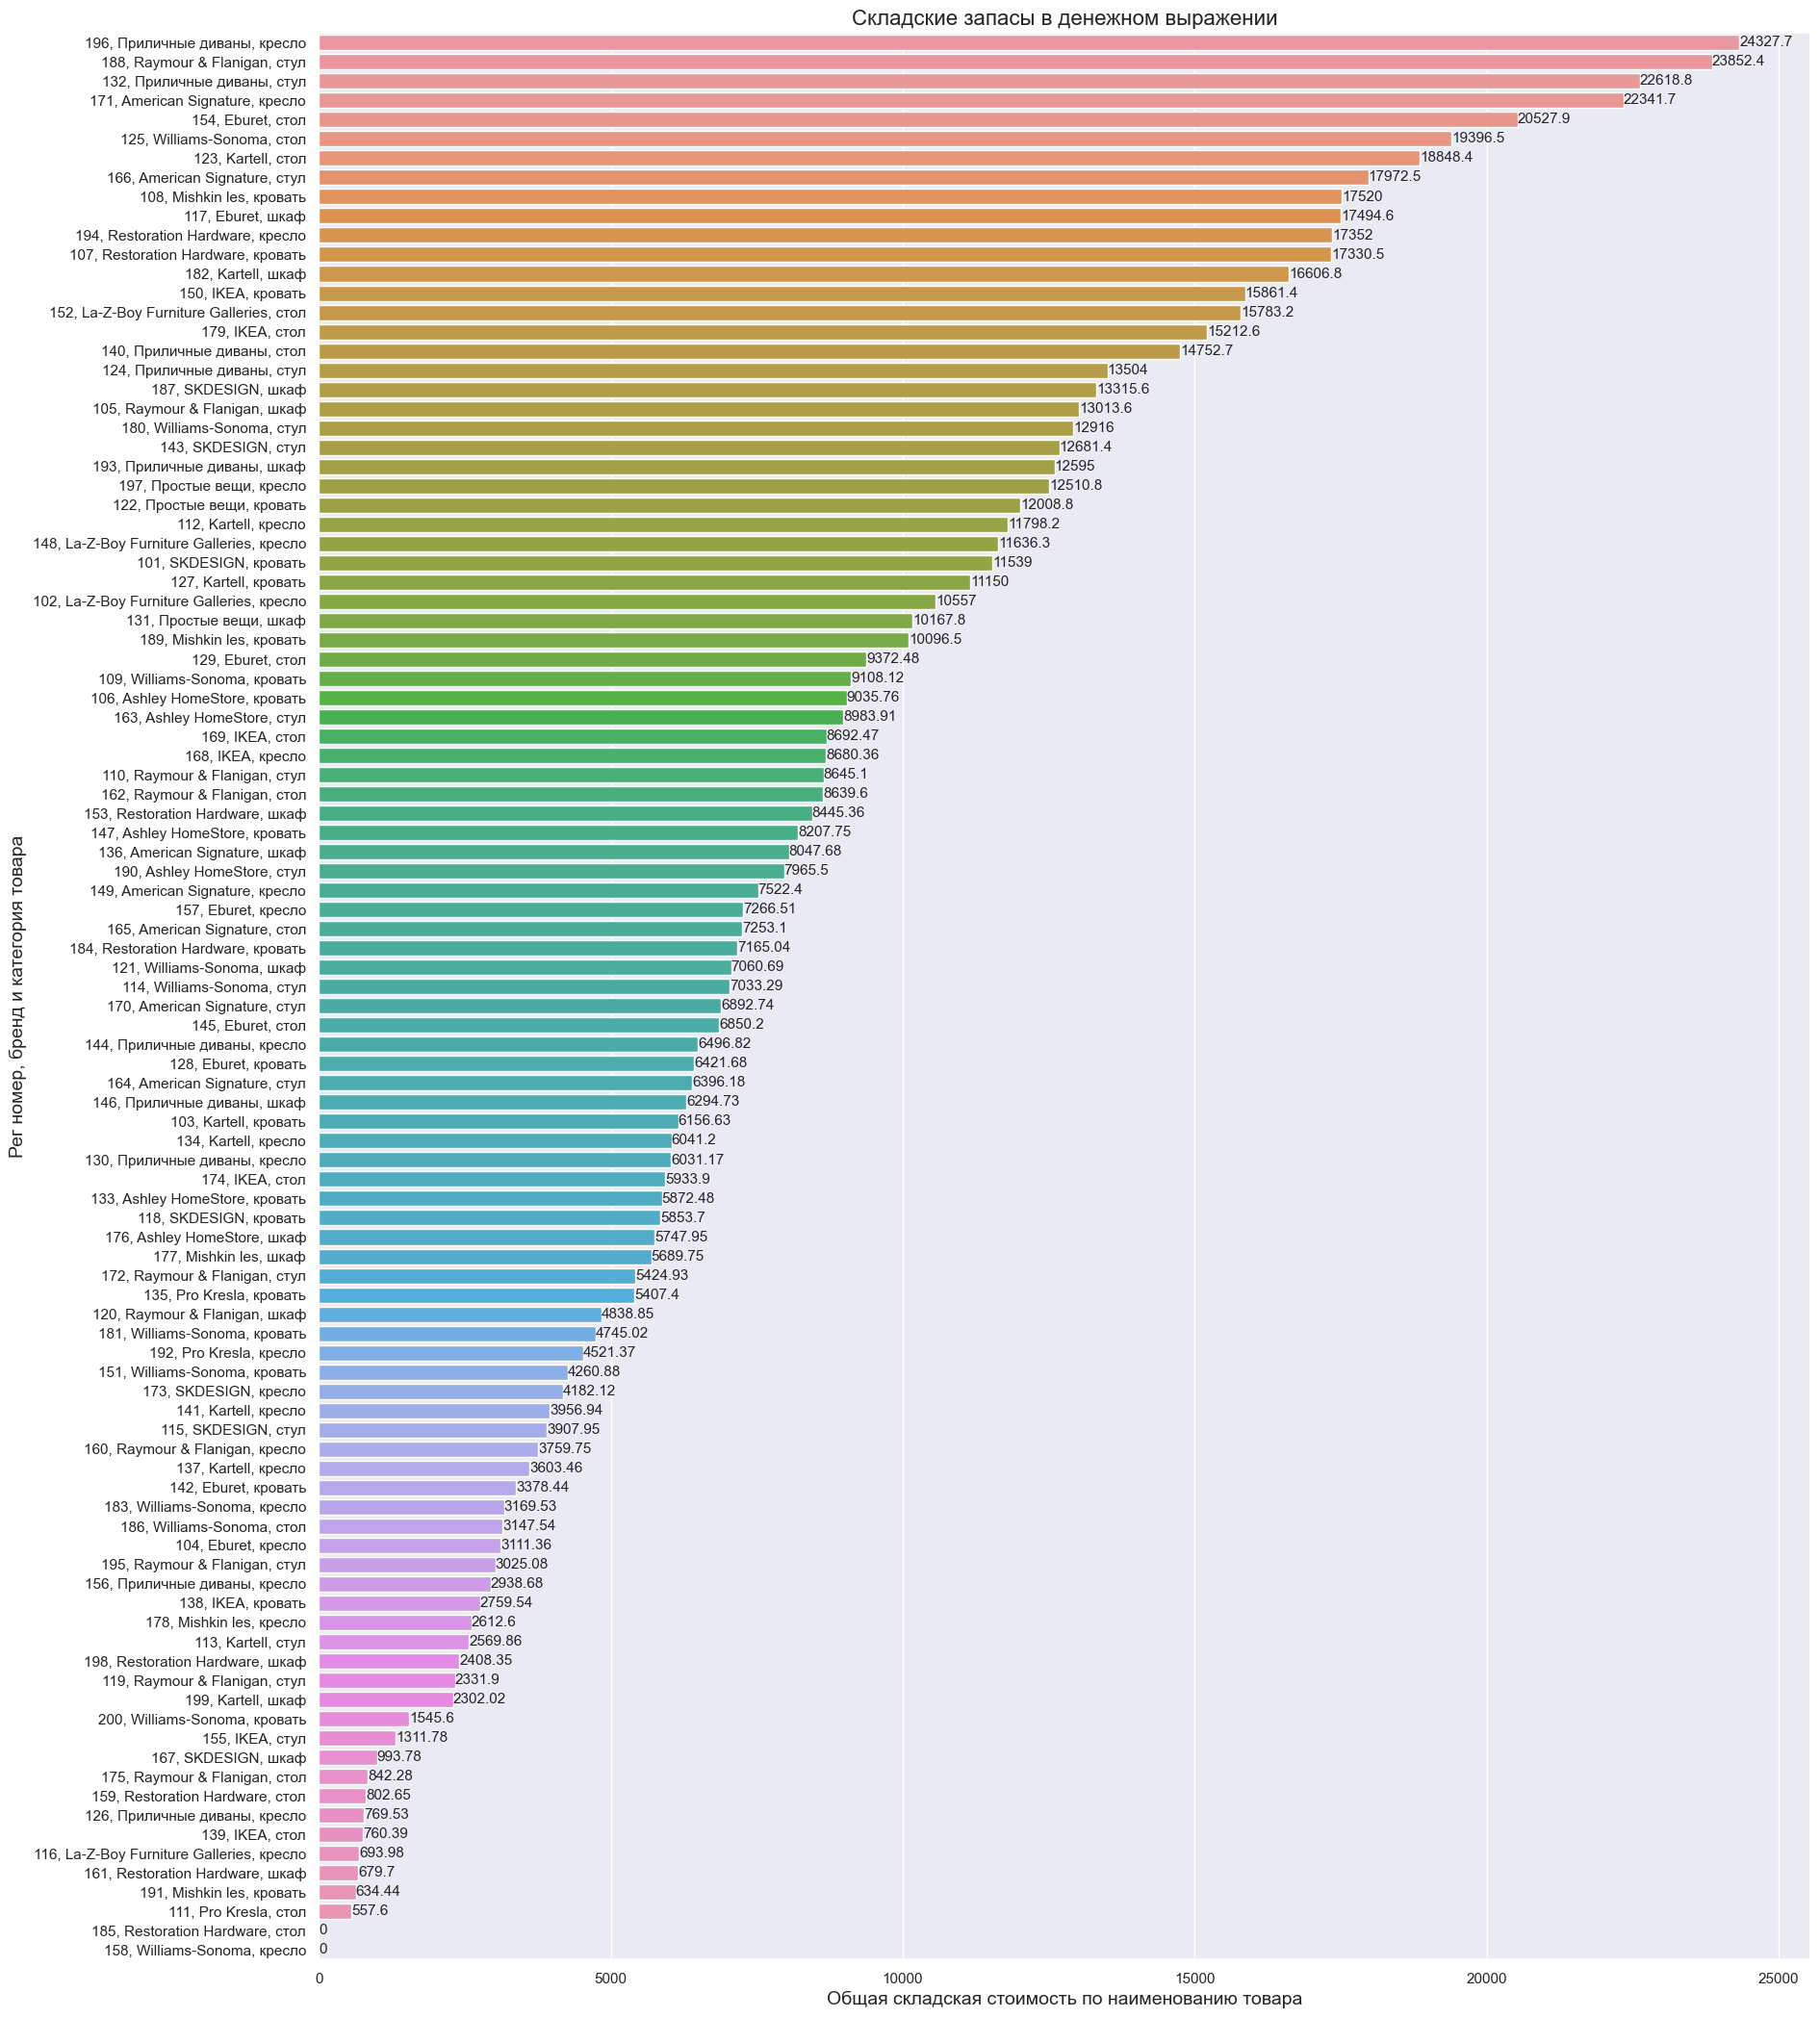 Складские запасы в денежном выражении
196, Приличные диваны, кресло 24327.7
188, Raymour & Flanigan, стул 23852.4
132, Приличные диваны, стул 22618.8
171, American Signature, кресло 22341.7
154, Eburet, стол 20527.9
125, Williams-Sonoma, стол 19396.5
123, Kartell, стол 18848.4
166, American Signature, стул 17972.5
108, Mishkin les, кровать 17520
117, Eburet, шкаф 17494.6
194, Restoration Hardware, кресло 17352
107, Restoration Hardware, кровать 17330.5
182, Kartell, шкаф 16606.8
150, IKEA, кровать 15861.4
152, La-Z-Boy Furniture Galleries, стол 15783.2
179, IKEA, стол 15212.6
140, Приличные диваны, стол 14752.7
124, Приличные диваны, стул 13504
187, SKDESIGN, шкаф 13315.6
105, Raymour & Flanigan, шкаф 13013.6
180, Williams-Sonoma, стул 12916
143, SKDESIGN, стул 12681.4
193, Приличные диваны, шкаф 12595
197, Простые вещи, кресло 12510.8
122, Простые вещи, кровать 12008.8
112, Kartell, кресло 11798.2
148, La-Z-Boy Furniture Galleries, кресло 11636.3
101, SKDESIGN, кровать 11539
127, Kartell, кровать 11150
102, La-Z-Boy Furniture Galleries, кресло 10557
131, Простые вещи, шкаф 10167.8
189, Mishkin les, кровать 10096.5
129, Eburet, стол 9372.48
109, Williams-Sonoma, кровать 9108.12
106, Ashley HomeStore, кровать 9035.76
163, Ashley HomeStore, стул 8983.91
169, IKEA, стол 8692.47
168, IKEA, кресло 8680.36
110, Raymour & Flanigan, стул 8645.1
162, Raymour & Flanigan, стол 8639.6
153, Restoration Hardware, шкаф 8445.36
147, Ashley HomeStore, кровать 8207.75
136, American Signature, шкаф 8047.68
190, Ashley HomeStore, стул 7965.5
149, American Signature, кресло 7522.4
157, Eburet, кресло 7266.51
165, American Signature, стол 7253.1
184, Restoration Hardware, кровать 7165.04
121, Williams-Sonoma, шкаф 7060.69
114, Williams-Sonoma, стул 7033.29
170, American Signature, стул 6892.74
145, Eburet, стол 6850.2
144, Приличные диваны, кресло 6496.82
128, Eburet, кровать 6421.68
164, American Signature, стул 6396.18
146, Приличные диваны, шкаф 6294.73
103, Kartell, кровать 6156.63
134, Kartell, кресло 6041.2
130, Приличные диваны, кресло 6031.17
174, IKEA, стол 5933.9
133, Ashley HomeStore, кровать 5872.48
118, SKDESIGN, кровать 5853.7
176, Ashley HomeStore, шкаф 5747.95
177, Mishkin les, шкаф 5689.75
172, Raymour & Flanigan, стул 5424.93
135, Pro Kresla, кровать 5407.4
120, Raymour & Flanigan, шкаф 4838.85
181, Williams-Sonoma, кровать 4745.02
192, Pro Kresla, кресло 4521.37
151, Williams-Sonoma, кровать 4260.88
173, SKDESIGN, кресло 4182.12
141, Kartell, кресло 3956.94
115, SKDESIGN, стул 3907.95
160, Raymour & Flanigan, кресло 3759.75
137, Kartell, кресло 3603.46
142, Eburet, кровать 3378.44
183, Williams-Sonoma, кресло 3169.53
186, Williams-Sonoma, стол 3147.54
104, Eburet, кресло 3111.36
195, Raymour & Flanigan, стул 3025.08
156, Приличные диваны, кресло 2938.68
138, IKEA, кровать 2759.54
178, Mishkin les, кресло 2612.6
113, Kartell, стул 2569.86
198, Restoration Hardware, шкаф 2408.35
119, Raymour & Flanigan, стул 2331.9
199, Kartell, шкаф 2302.02
200, Williams-Sonoma, кровать 1545.6
155, IKEA, стул 1311.78
167, SKDESIGN, шкаф 993.78
175, Raymour & Flanigan, стол 842.28
159, Restoration Hardware, стол 802.65
126, Приличные диваны, кресло 769.53
139, IKEA, стол 760.39
116, La-Z-Boy Furniture Galleries, кресло 693.98
161, Restoration Hardware, шкаф 679.7
191, Mishkin les, кровать 634.44
111, Pro Kresla, стол 557.6
185, Restoration Hardware, стол 0
158, Williams-Sonoma, кресло 0
0 5000 10000 15000 20000 25000
Общая складская стоимость по наименованию товара
Рег номер, бренд и категория товара